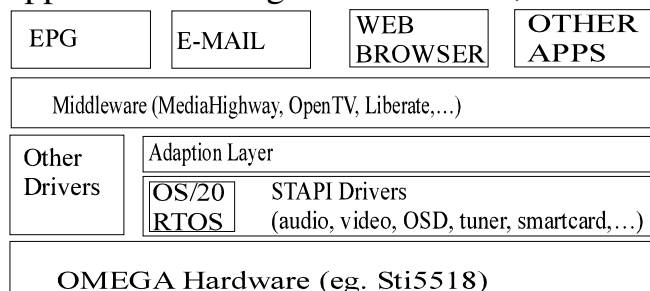 EPG
E-MAIL
WEB
BROWSER
OTHER
APPS
Middleware (MediaHighway, OpenTV, Liberate,...)
Other
Drivers
Adaption Layer
OS/20
RTOS
STAPI Drivers
(audio, video, OSD, tuner, smartcard,...)
OMEGA Hardware (eg. Sti5518)